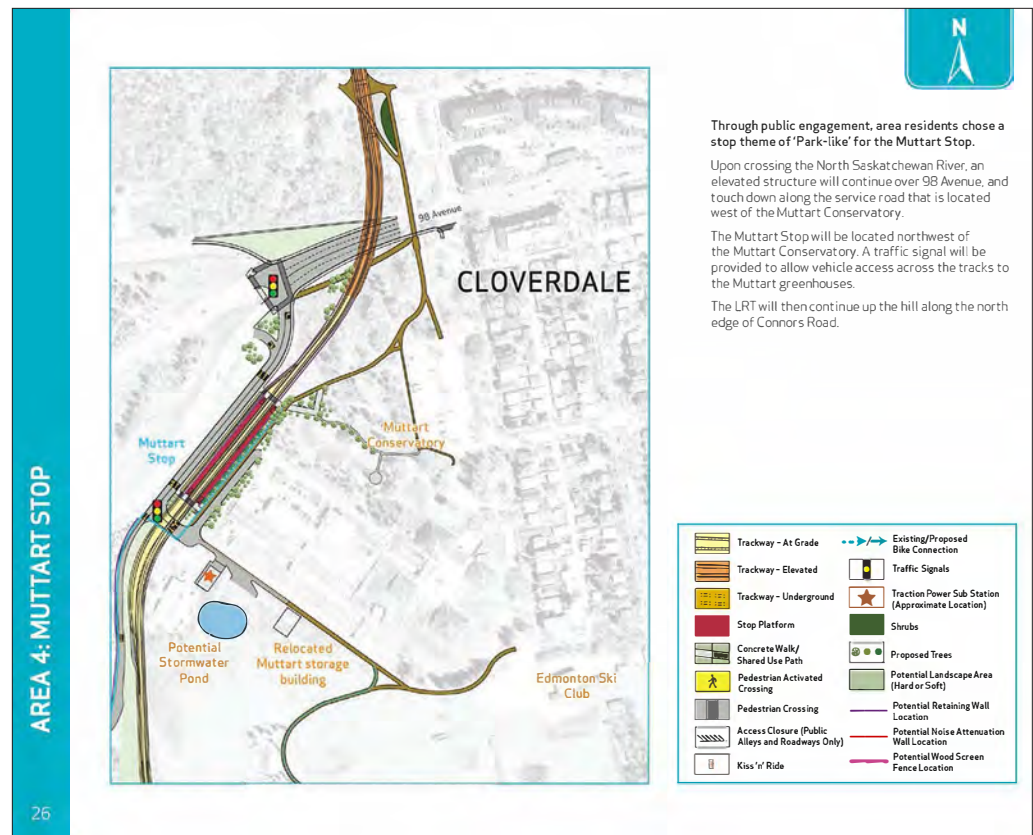 AREA 4: MUTTART STOP
26
N
Through public engagement, area residents chose a
stop theme of 'Park-like' for the Muttart Stop.
Upon crossing the North Saskatchewan River, an
elevated structure will continue over 98 Avenue, and
touch down along the service road that is located
west of the Muttart Conservatory.
The Muttart Stop will be located northwest of
the Muttart Conservatory. A traffic signal will be
provided to allow vehicle access across the tracks to
the Muttart greenhouses.
The LRT will then continue up the hill along the north
edge of Connors Road.
98 Avenue
CLOVERDALE
Muttart
Stop
Muttart
Conservatory
Potential
Stormwater
Pond
Relocated
Muttart storage
building
Edmonton Ski
Club
Trackway - At Grade
Trackway - Elevated
Trackway - Underground
Stop Platform
Concrete Walk/
Shared Use Path
Pedestrian Activated
Crossing
Pedestrian Crossing
Access Closure (Public
Alleys and Roadways Only)
Kiss 'n' Ride
Existing/Proposed
Bike Connection
Traffic Signals
Traction Power Sub Station
(Approximate Location)
Shrubs
Proposed Trees
Potential Landscape Area
(Hard or Soft)
Potential Retaining Wall
Location
Potential Noise Attenuation
Wall Location
Potential Wood Screen
Fence Location